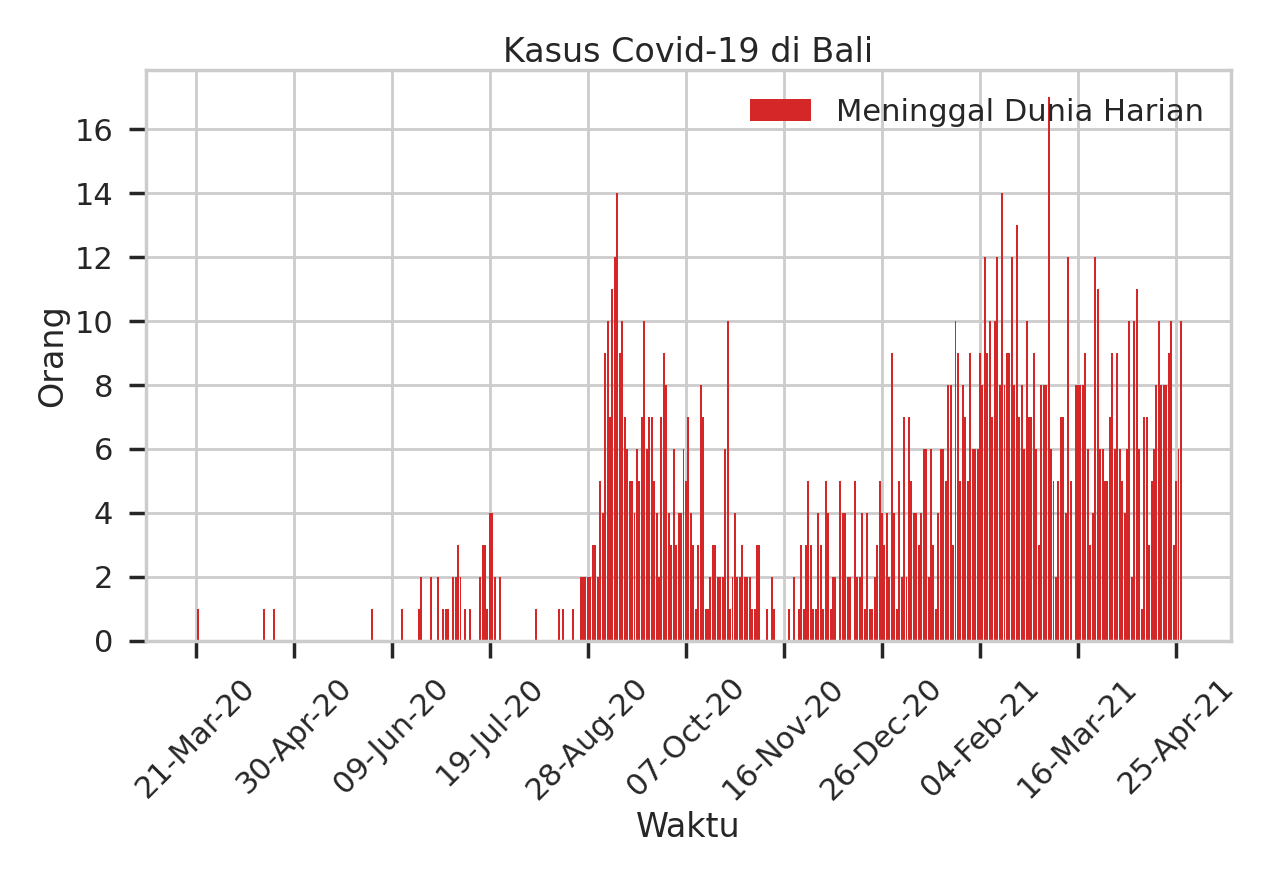 Kasus Covid-19 di Bali
Meninggal Dunia Harian
Orang
16
14
12
10
8
6
4
2
0
21-Mar-20
30-Apr-20
09-Jun-20
19-Jul-20
28-Aug-20
07-Oct-20
16-Nov-20
26-Dec-20
04-Feb-21
16-Mar-21
25-Apr-21
Waktu